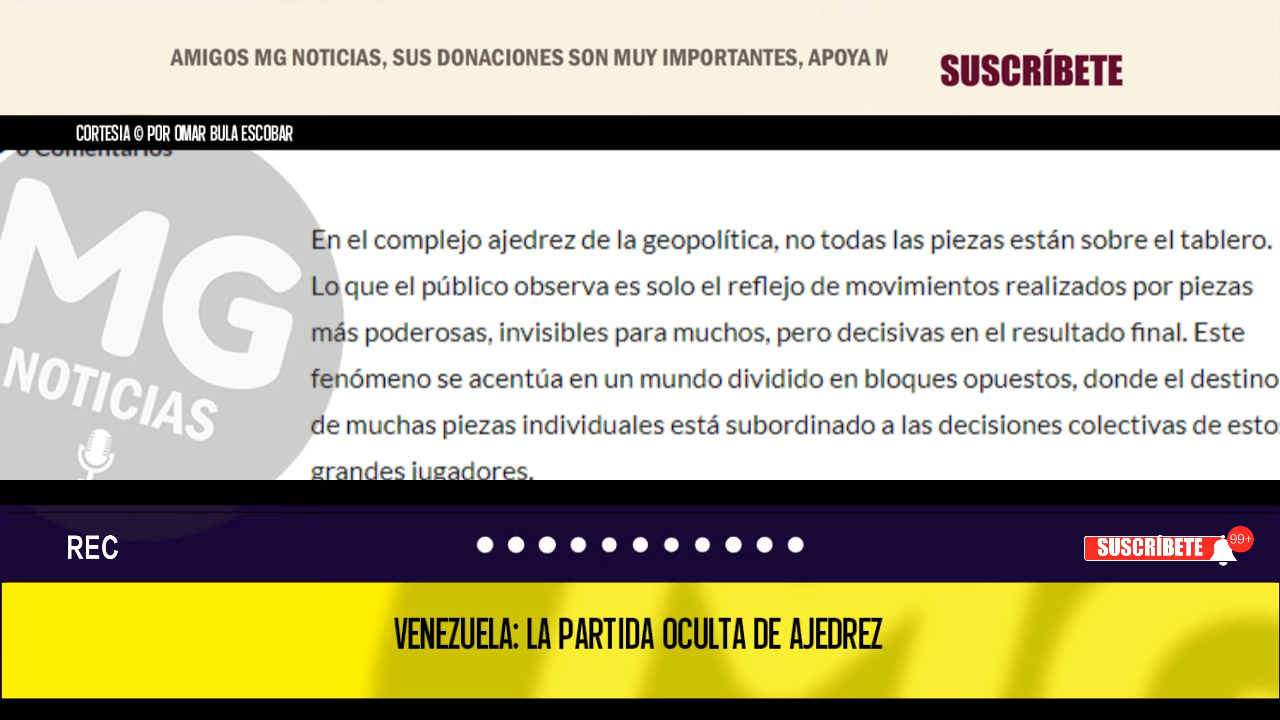 AMIGOS MG NOTICIAS, SUS DONACIONES SON MUY IMPORTANTES, APOYA
SUSCRÍBETE
CORTESIA © POR OMAR BULA ESCOBAR
0 Comentarios
MG
NOTICIAS
En el complejo ajedrez de la geopolítica, no todas las piezas están sobre el tablero.
Lo que el público observa es solo el reflejo de movimientos realizados por piezas
más poderosas, invisibles para muchos, pero decisivas en el resultado final. Este
fenómeno se acentúa en un mundo dividido en bloques opuestos, donde el destino
de muchas piezas individuales está subordinado a las decisiones colectivas de estos
grandes jugadores.
REC
SUSCRÍBETE
99+
VENEZUELA: LA PARTIDA OCULTA DE AJEDREZ